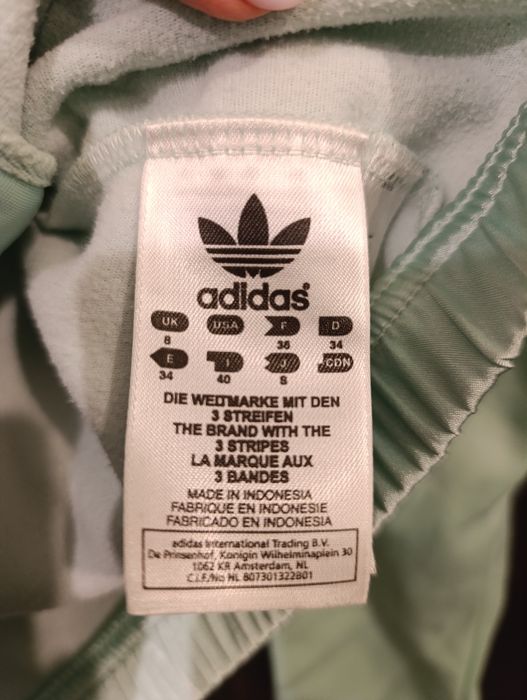 adidas
UK USA F D
8 36 34
E I J CDN
34 40 S
DIE WELTMARKE MIT DEN
3 STREIFEN
THE BRAND WITH THE
3 STRIPES
LA MARQUE AUX
3 BANDES
MADE IN INDONESIA
FABRIQUE EN INDONESIE
FABRICADO EN INDONESIA
adidas International Trading B.V.
De Prinsenhof, Konigin Wilhelminaplein 30
1062 KR Amsterdam, NL
C.I.F./No NL 807301322B01